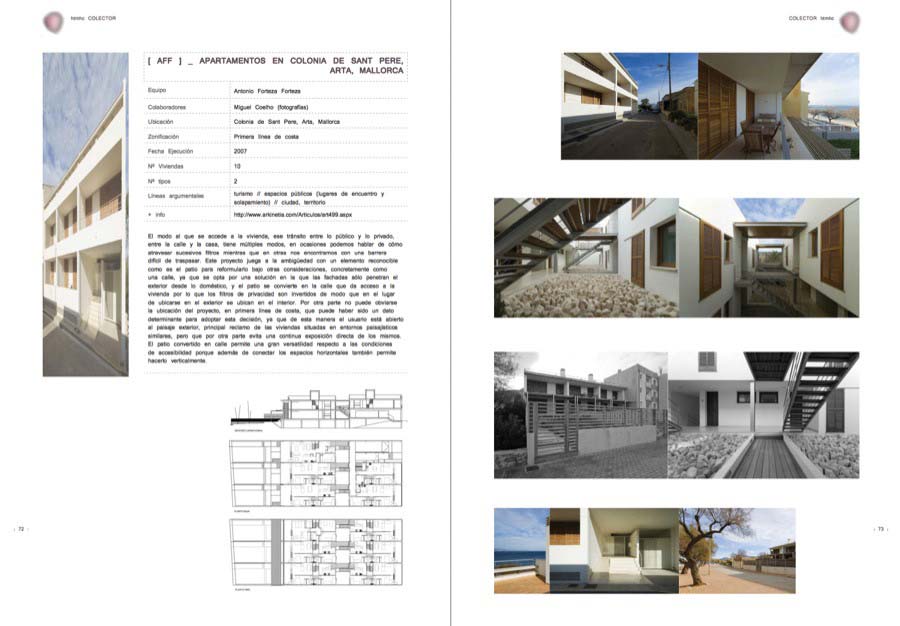 hibNic COLECTOR
COLECTOR hibNic
[ AFF ] _ APARTAMENTOS EN COLONIA DE SANT PERE,
ARTA, MALLORCA
Equipo Antonio Forteza Forteza
Colaboradores Miguel Coelho (fotografías)
Ubicación Colonia de Sant Pere, Arta, Mallorca
Zonificación Primera línea de costa
Fecha Ejecución 2007
Nº Viviendas 10
Nº tipos 2
Líneas argumentales turismo // espacios públicos (lugares de encuentro y
solapamiento) // ciudad, territorio
+ info http://www.arkinetia.com/Articulos/art499.aspx
El modo al que se accede a la vivienda, ese tránsito entre lo público y lo privado,
entre la calle y la casa, tiene múltiples modos, en ocasiones podemos hablar de cómo
atravesar sucesivos filtros mientras que en otras nos encontramos con una barrera
difícil de traspasar. Este proyecto juega a la ambigüedad con un elemento reconocible
como es el patio para reformularlo bajo otras consideraciones, concretamente como
una calle, ya que se opta por una solución en la que las fachadas sólo penetran el
exterior desde lo doméstico, y el patio se convierte en la calle que da acceso a la
vivienda por lo que los filtros de privacidad son invertidos de modo que en el lugar
de ubicarse en el exterior se ubican en el interior. Por otra parte no puede obviarse
la ubicación del proyecto, en primera línea de costa, que puede haber sido un dato
determinante para adoptar esta decisión, ya que de esta manera el usuario está abierto
al paisaje exterior, principal reclamo de las viviendas situadas en entornos paisajísticos
similares, pero que por otra parte evita una continua exposición directa de los mismos.
El patio convertido en calle permite una gran versatilidad respecto a las condiciones
de accesibilidad porque además de conectar los espacios horizontales también permite
hacerlo verticalmente.
72
73